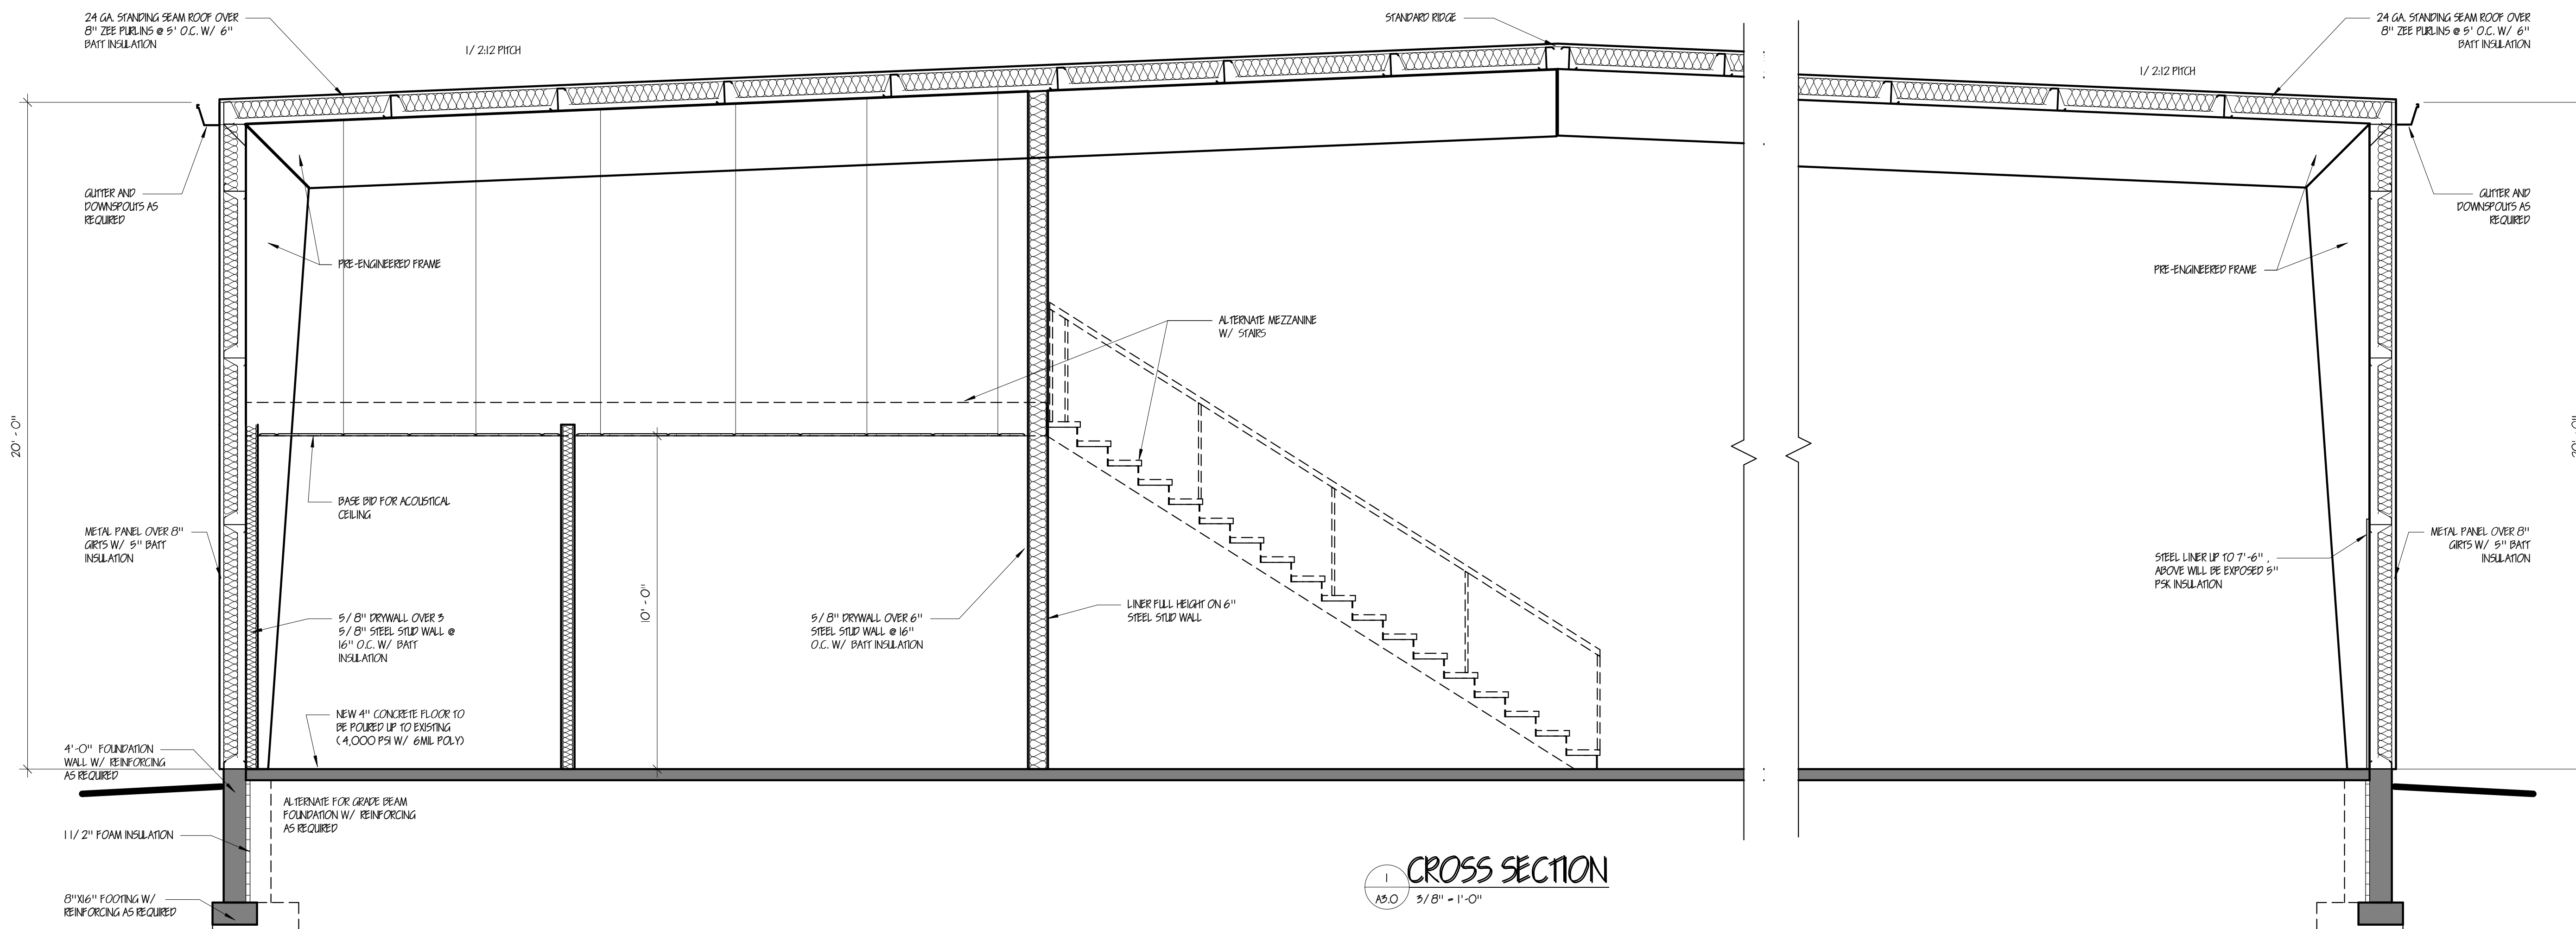 24 GA. STANDING SEAM ROOF OVER
8" ZEE PURLINS @ 5' O.C. W/ 6"
BATT INSULATION
1/ 2:12 PITCH
STANDARD RIDGE
24 GA. STANDING SEAM ROOF OVER
8" ZEE PURLINS @ 5' O.C. W/ 6"
BATT INSULATION
1/ 2:12 PITCH
GUTTER AND
DOWNSPOUTS AS
REQUIRED
PRE-ENGINEERED FRAME
ALTERNATE MEZZANINE
W/ STAIRS
PRE-ENGINEERED FRAME
GUTTER AND
DOWNSPOUTS AS
REQUIRED
20' - 0"
20' - 0"
BASE BID FOR ACOUSTICAL
CEILING
METAL PANEL OVER 8"
GIRTS W/ 5" BATT
INSULATION
5/ 8" DRYWALL OVER 3
5/ 8" STEEL STUD WALL @
16" O.C. W/ BATT
INSULATION
10' - 0"
5/ 8" DRYWALL OVER 6"
STEEL STUD WALL @ 16"
O.C. W/ BATT INSULATION
LINER FULL HEIGHT ON 6"
STEEL STUD WALL
STEEL LINER UP TO 7'-6" ,
ABOVE WILL BE EXPOSED 5"
PSK INSULATION
METAL PANEL OVER 8"
GIRTS W/ 5" BATT
INSULATION
NEW 4" CONCRETE FLOOR TO
BE POURED UP TO EXISTING
( 4,000 PSI W/ 6MIL POLY)
4'-0" FOUNDATION
WALL W/ REINFORCING
AS REQUIRED
ALTERNATE FOR GRADE BEAM
FOUNDATION W/ REINFORCING
AS REQUIRED
1 1/ 2" FOAM INSULATION
8"X16" FOOTING W/
REINFORCING AS REQUIRED
1
A3.0
CROSS SECTION
3/ 8" = 1'-0"